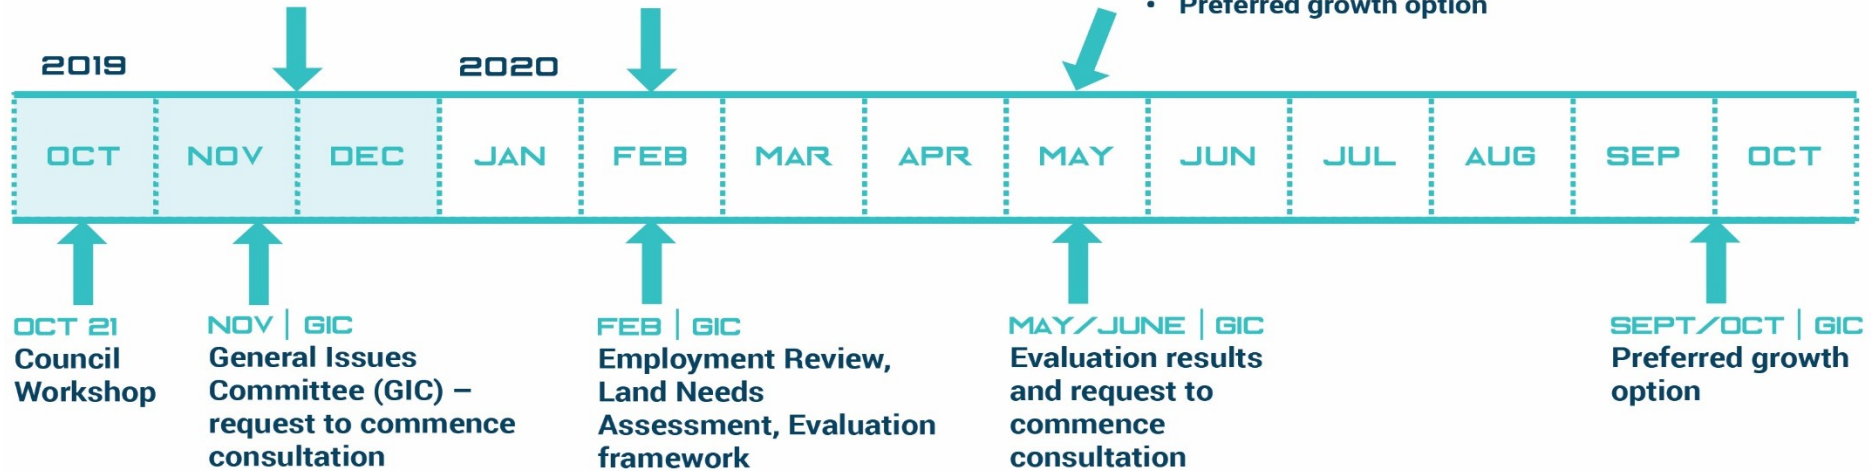 • Preferred growth option
2019
2020
OCT
NOV
DEC
JAN
FEB
MAR
APR
MAY
JUN
JUL
AUG
SEP
OCT
OCT 21
Council
Workshop
NOV | GIC
General Issues
Committee (GIC) –
request to commence
consultation
FEB | GIC
Employment Review,
Land Needs
Assessment, Evaluation
framework
MAY/JUNE | GIC
Evaluation results
and request to
commence
consultation
SEPT/OCT | GIC
Preferred growth
option